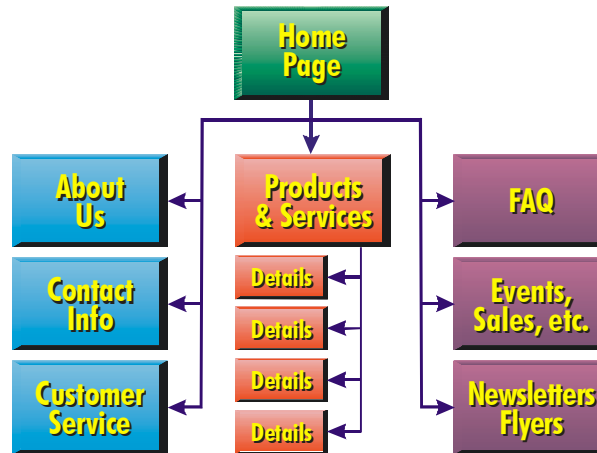 Home
Page
About
Us
Products
& Services
FAQ
Contact
Info
Details
Details
Details
Details
Events,
Sales, etc.
Customer
Service
Newsletters
Flyers